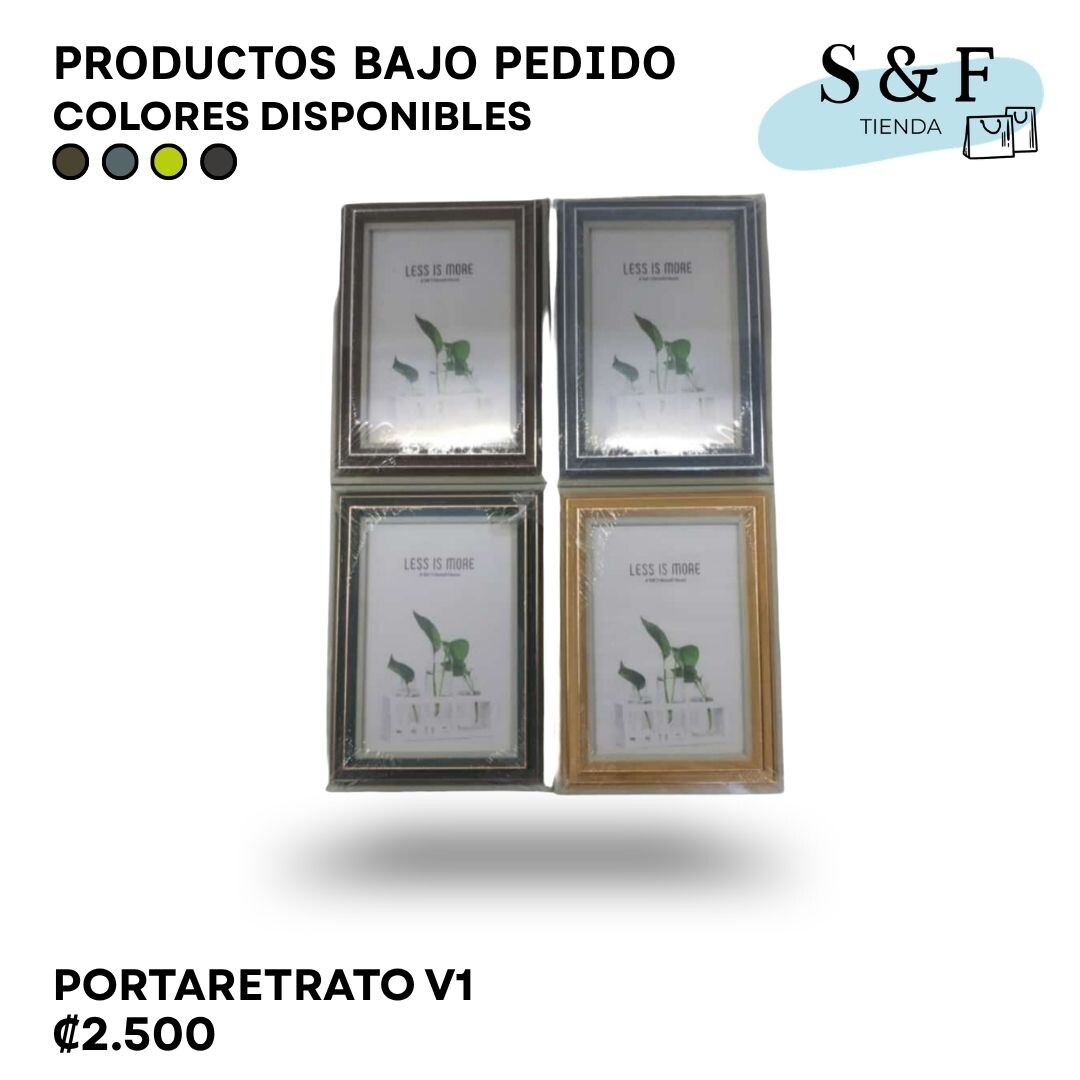 PRODUCTOS BAJO PEDIDO
COLORES DISPONIBLES
S & F
TIENDA
LESS IS MORE
LESS IS MORE
LESS IS MORE
LESS IS MORE
PORTARETRATO V1
₡2.500